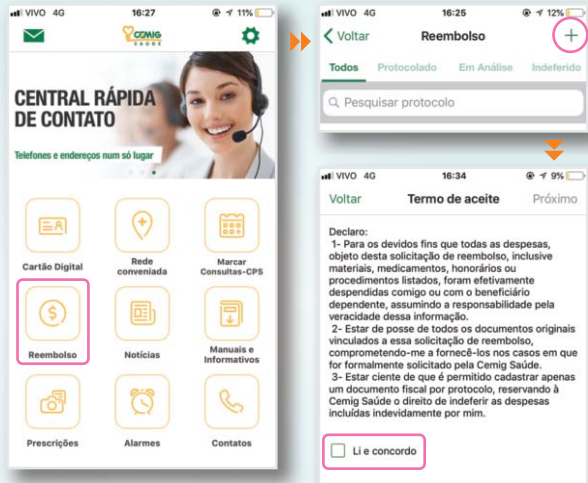 VIVO 4G 16:27 11%
CEMIG
SAÚDE
CENTRAL RÁPIDA
DE CONTATO
Telefones e endereços num só lugar
Cartão Digital
Rede
conveniada
Marcar
Consultas-CPS
Reembolso
Notícias
Manuais e
Informativos
Prescrições
Alarmes
Contatos
VIVO 4G 16:25 12%
Voltar Reembolso +
Todos Protocolado Em Análise Indeferido
Pesquisar protocolo
VIVO 4G 16:34 9%
Voltar Termo de aceite Próximo
Declaro:
1- Para os devidos fins que todas as despesas,
objeto desta solicitação de reembolso, inclusive
materiais, medicamentos, honorários ou
procedimentos listados, foram efetivamente
despendidas comigo ou com o beneficiário
dependente, assumindo a responsabilidade pela
veracidade dessa informação.
2- Estar de posse de todos os documentos originais
vinculados a essa solicitação de reembolso,
comprometendo-me a fornecê-los nos casos em que
for formalmente solicitado pela Cemig Saúde.
3- Estar ciente de que é permitido cadastrar apenas
um documento fiscal por protocolo, reservando à
Cemig Saúde o direito de indeferir as despesas
incluídas indevidamente por mim.
Li e concordo